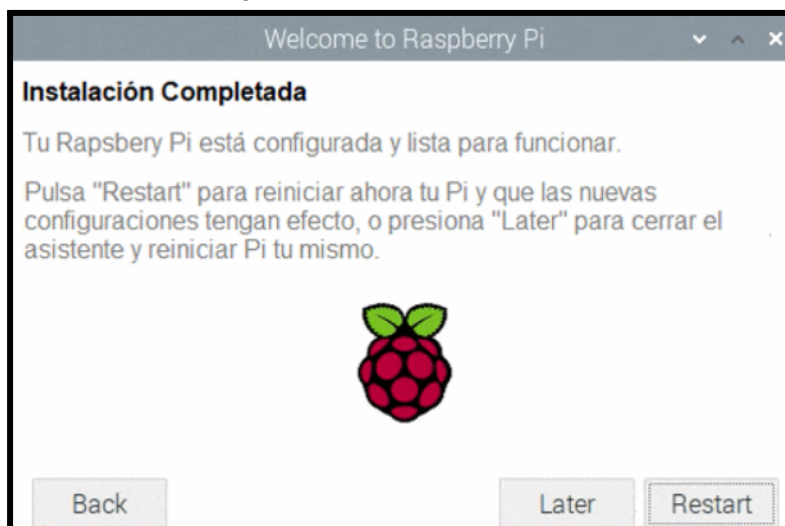 Welcome to Raspberry Pi
Instalación Completada
Tu Rapsbery Pi está configurada y lista para funcionar.
Pulsa "Restart" para reiniciar ahora tu Pi y que las nuevas
configuraciones tengan efecto, o presiona "Later" para cerrar el
asistente y reiniciar Pi tu mismo.
Back Later Restart